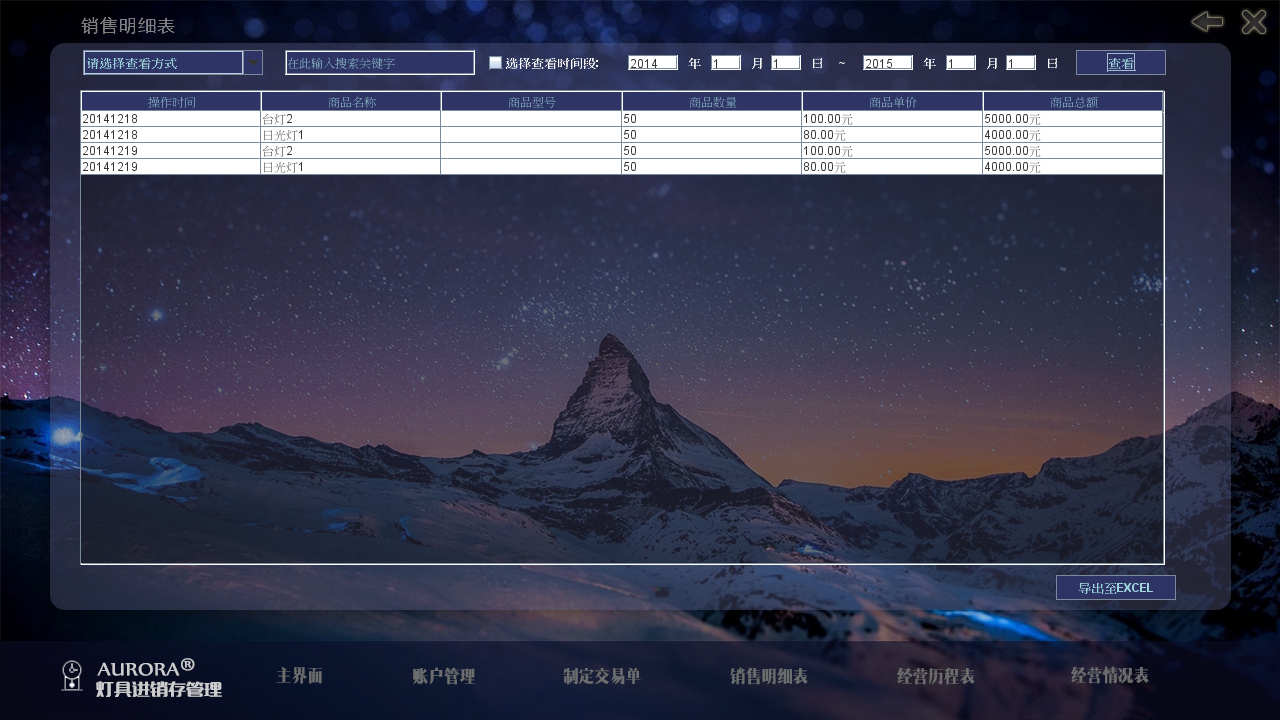 销售明细表
请选择查看方式 在此输入搜索关键字 选择查看时间段: 2014 年 1 月 1 日 ~ 2015 年 1 月 1 日 查看
操作时间 商品名称 商品型号 商品数量 商品单价 商品总额
20141218 台灯2 50 100.00元 5000.00元
20141218 日光灯1 50 80.00元 4000.00元
20141219 台灯2 50 100.00元 5000.00元
20141219 日光灯1 50 80.00元 4000.00元
导出至EXCEL
AURORA®
灯具进销存管理
主界面 账户管理 制定交易单 销售明细表 经营历程表 经营情况表